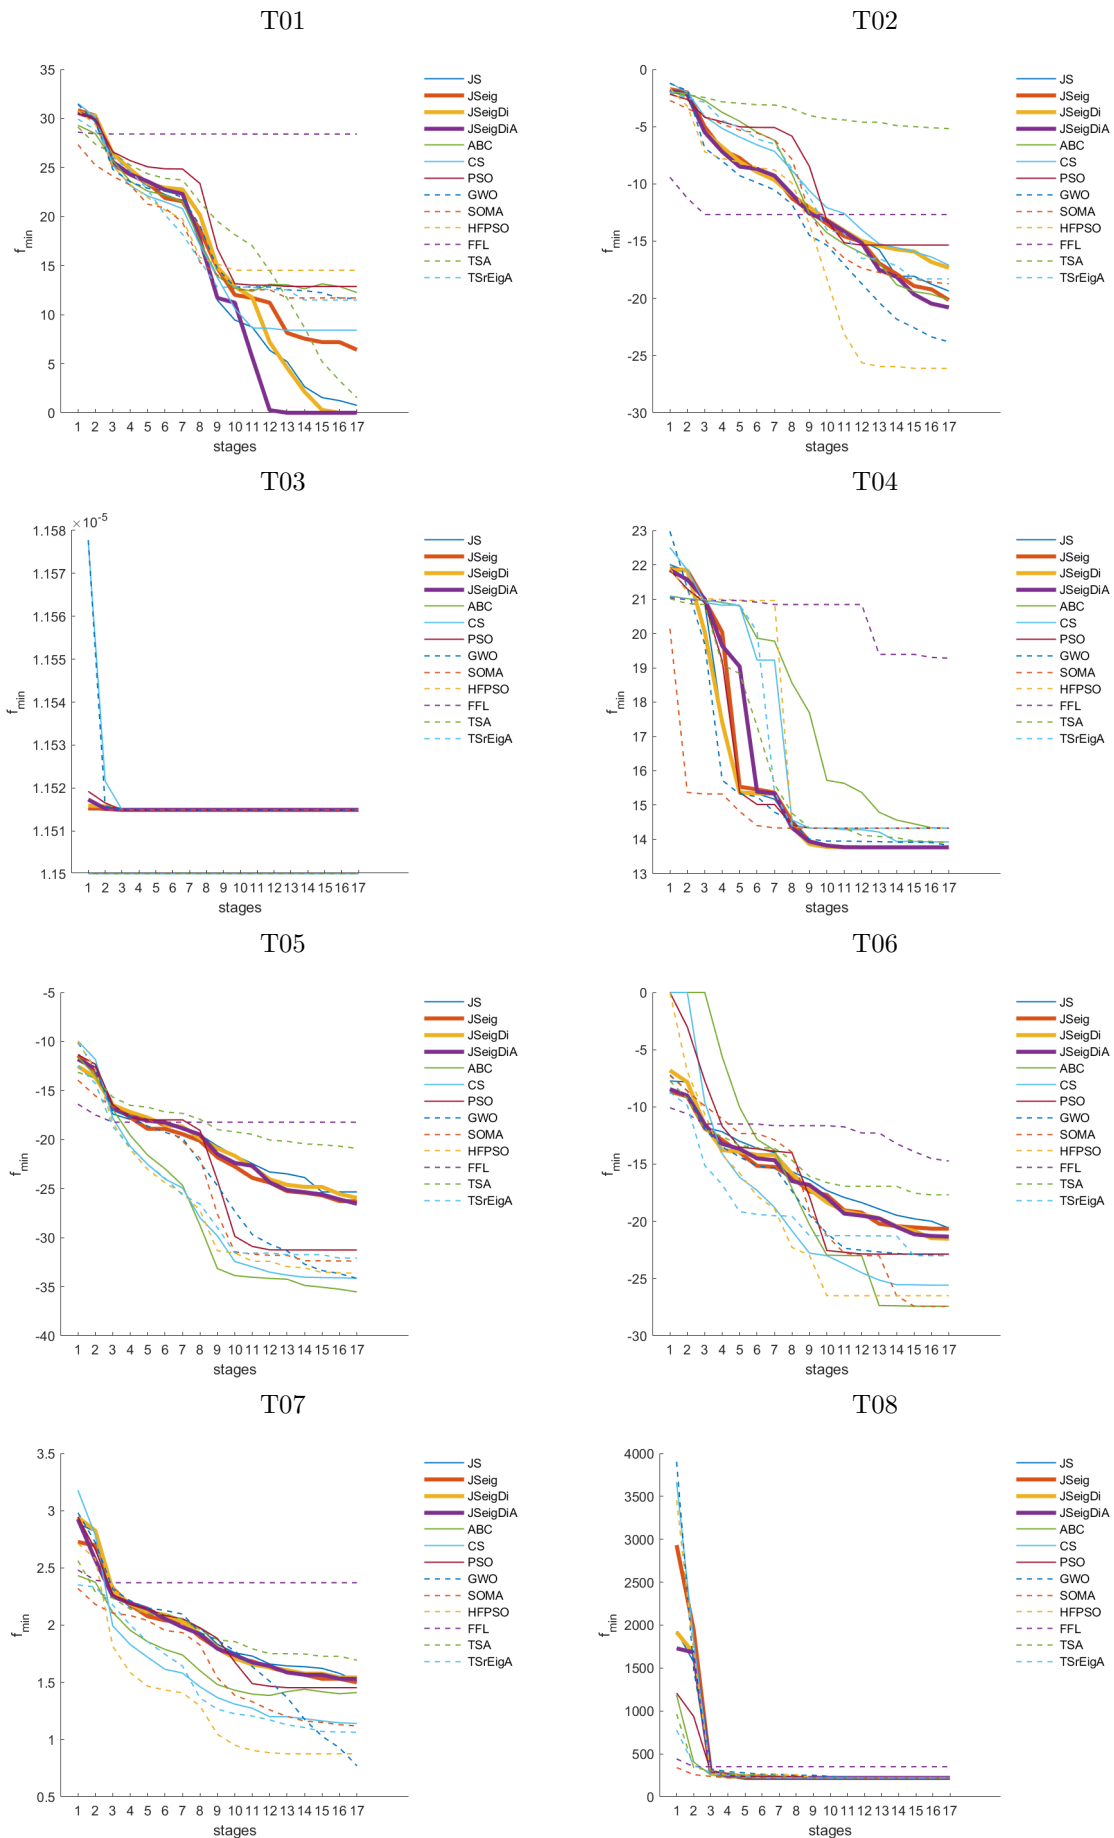 T01
35
30
25
20
15
10
5
0
f_min
1 2 3 4 5 6 7 8 9 10 11 12 13 14 15 16 17
stages
JS
JSeig
JSeigDi
JSeigDiA
ABC
CS
PSO
GWO
SOMA
HFPSO
FFL
TSA
TSrEigA
T02
0
-5
-10
-15
-20
-25
-30
f_min
1 2 3 4 5 6 7 8 9 10 11 12 13 14 15 16 17
stages
JS
JSeig
JSeigDi
JSeigDiA
ABC
CS
PSO
GWO
SOMA
HFPSO
FFL
TSA
TSrEigA
T03
×10^-5
1.158
1.157
1.156
1.155
1.154
1.153
1.152
1.151
1.15
f_min
1 2 3 4 5 6 7 8 9 10 11 12 13 14 15 16 17
stages
JS
JSeig
JSeigDi
JSeigDiA
ABC
CS
PSO
GWO
SOMA
HFPSO
FFL
TSA
TSrEigA
T04
23
22
21
20
19
18
17
16
15
14
13
f_min
1 2 3 4 5 6 7 8 9 10 11 12 13 14 15 16 17
stages
JS
JSeig
JSeigDi
JSeigDiA
ABC
CS
PSO
GWO
SOMA
HFPSO
FFL
TSA
TSrEigA
T05
-5
-10
-15
-20
-25
-30
-35
-40
f_min
1 2 3 4 5 6 7 8 9 10 11 12 13 14 15 16 17
stages
JS
JSeig
JSeigDi
JSeigDiA
ABC
CS
PSO
GWO
SOMA
HFPSO
FFL
TSA
TSrEigA
T06
0
-5
-10
-15
-20
-25
-30
f_min
1 2 3 4 5 6 7 8 9 10 11 12 13 14 15 16 17
stages
JS
JSeig
JSeigDi
JSeigDiA
ABC
CS
PSO
GWO
SOMA
HFPSO
FFL
TSA
TSrEigA
T07
3.5
3
2.5
2
1.5
1
0.5
f_min
1 2 3 4 5 6 7 8 9 10 11 12 13 14 15 16 17
stages
JS
JSeig
JSeigDi
JSeigDiA
ABC
CS
PSO
GWO
SOMA
HFPSO
FFL
TSA
TSrEigA
T08
4000
3500
3000
2500
2000
1500
1000
500
0
f_min
1 2 3 4 5 6 7 8 9 10 11 12 13 14 15 16 17
stages
JS
JSeig
JSeigDi
JSeigDiA
ABC
CS
PSO
GWO
SOMA
HFPSO
FFL
TSA
TSrEigA